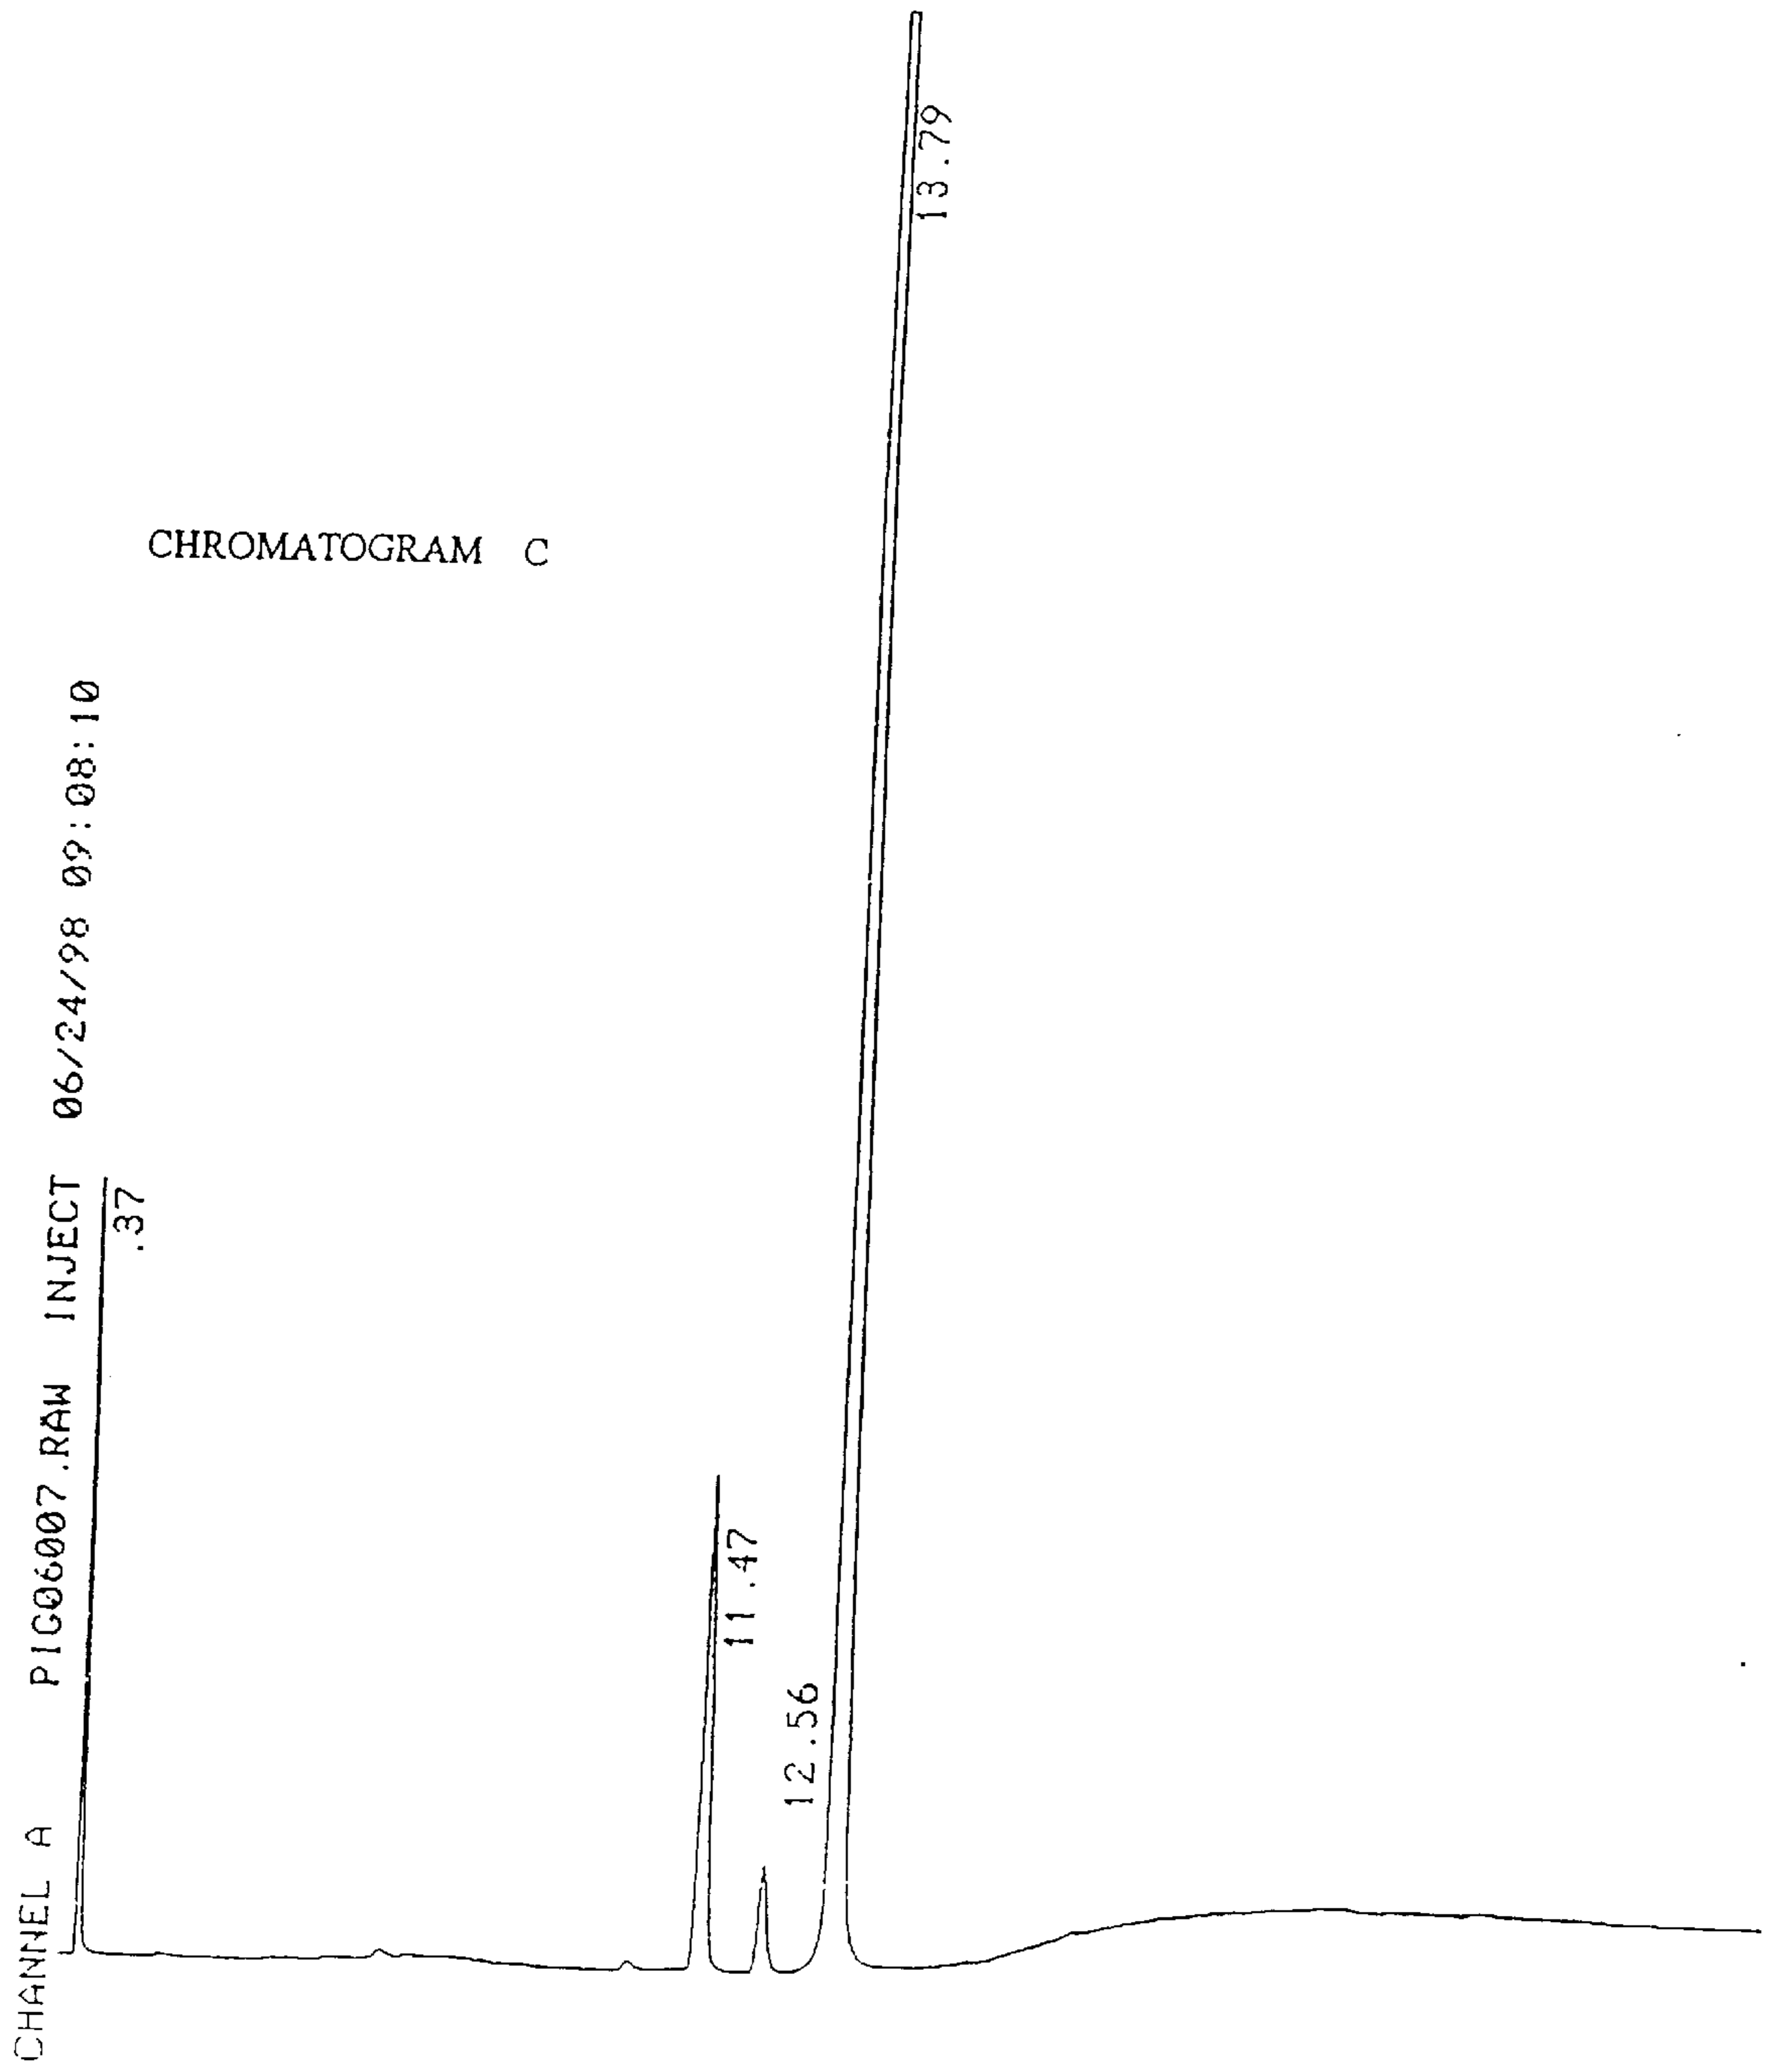 CHROMATOGRAM C
CHANNEL A PIG06007.RAW INJECT 06/24/98 09:08:10
.37
11.47
12.56
13.79